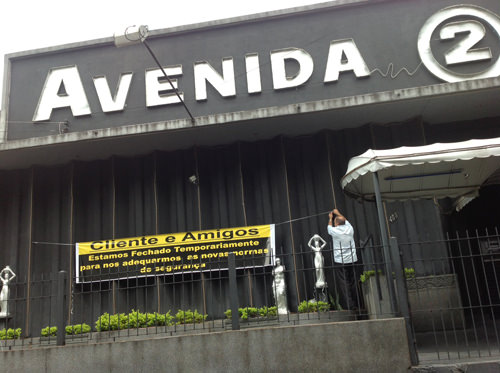 AVENIDA 2
Cliente e Amigos
Estamos Fechado Temporariamente
para nos adequarmos as novas normas
de segurança